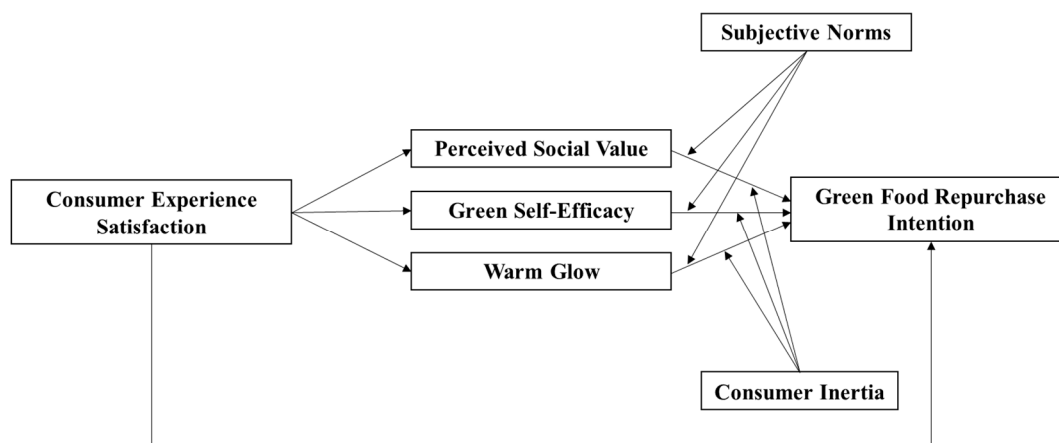 Subjective Norms
Perceived Social Value
Consumer Experience
Satisfaction
Green Self-Efficacy
Green Food Repurchase
Intention
Warm Glow
Consumer Inertia